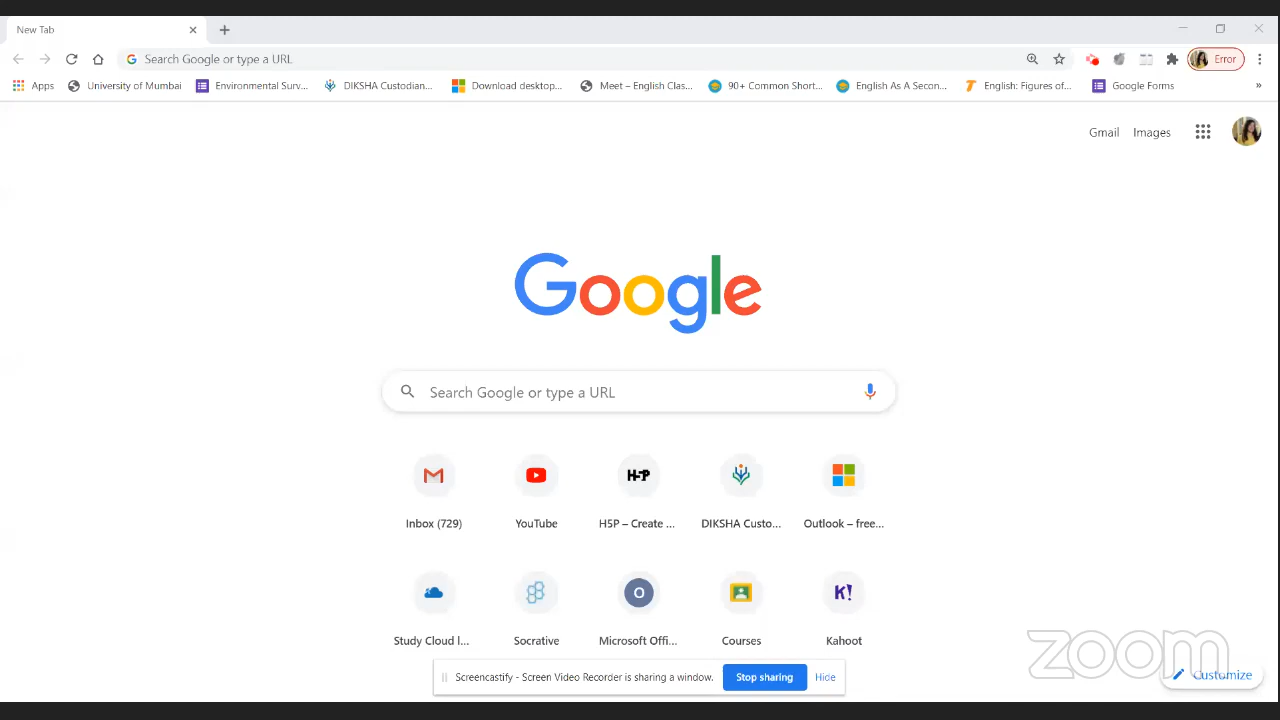 New Tab
Search Google or type a URL
Error
Apps
University of Mumbai
Environmental Surv...
DIKSHA Custodian...
Download desktop...
Meet – English Clas...
90+ Common Short...
English As A Secon...
English: Figures of...
Google Forms
»
Gmail
Images
Google
Search Google or type a URL
H5P
Inbox (729)
YouTube
H5P – Create ...
DIKSHA Custo...
Outlook – free...
O
K!
Study Cloud l...
Socrative
Microsoft Offi...
Courses
Kahoot
zoom
Screencastify - Screen Video Recorder is sharing a window.
Stop sharing
Hide
Customize